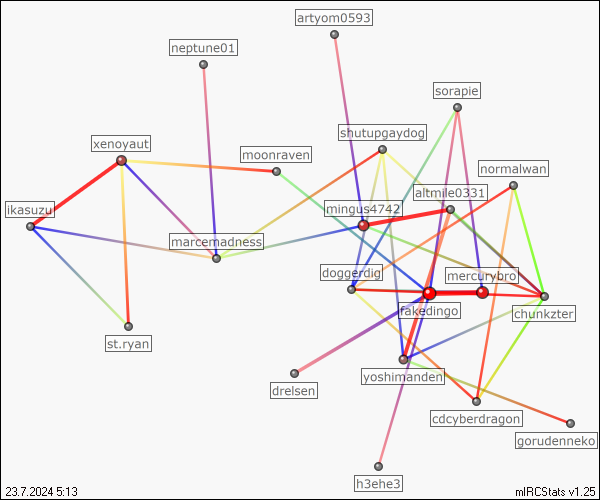 artyom0593
neptune01
sorapie
shutupgaydog
xenoyaut
moonraven
normalwan
altmile0331
ikasuzu
mingus4742
marcemadness
doggerdig
mercurybro
fakedingo
chunkzter
st.ryan
yoshimanden
drelsen
cdcyberdragon
gorudenneko
h3ehe3
23.7.2024 5:13
mIRCStats v1.25